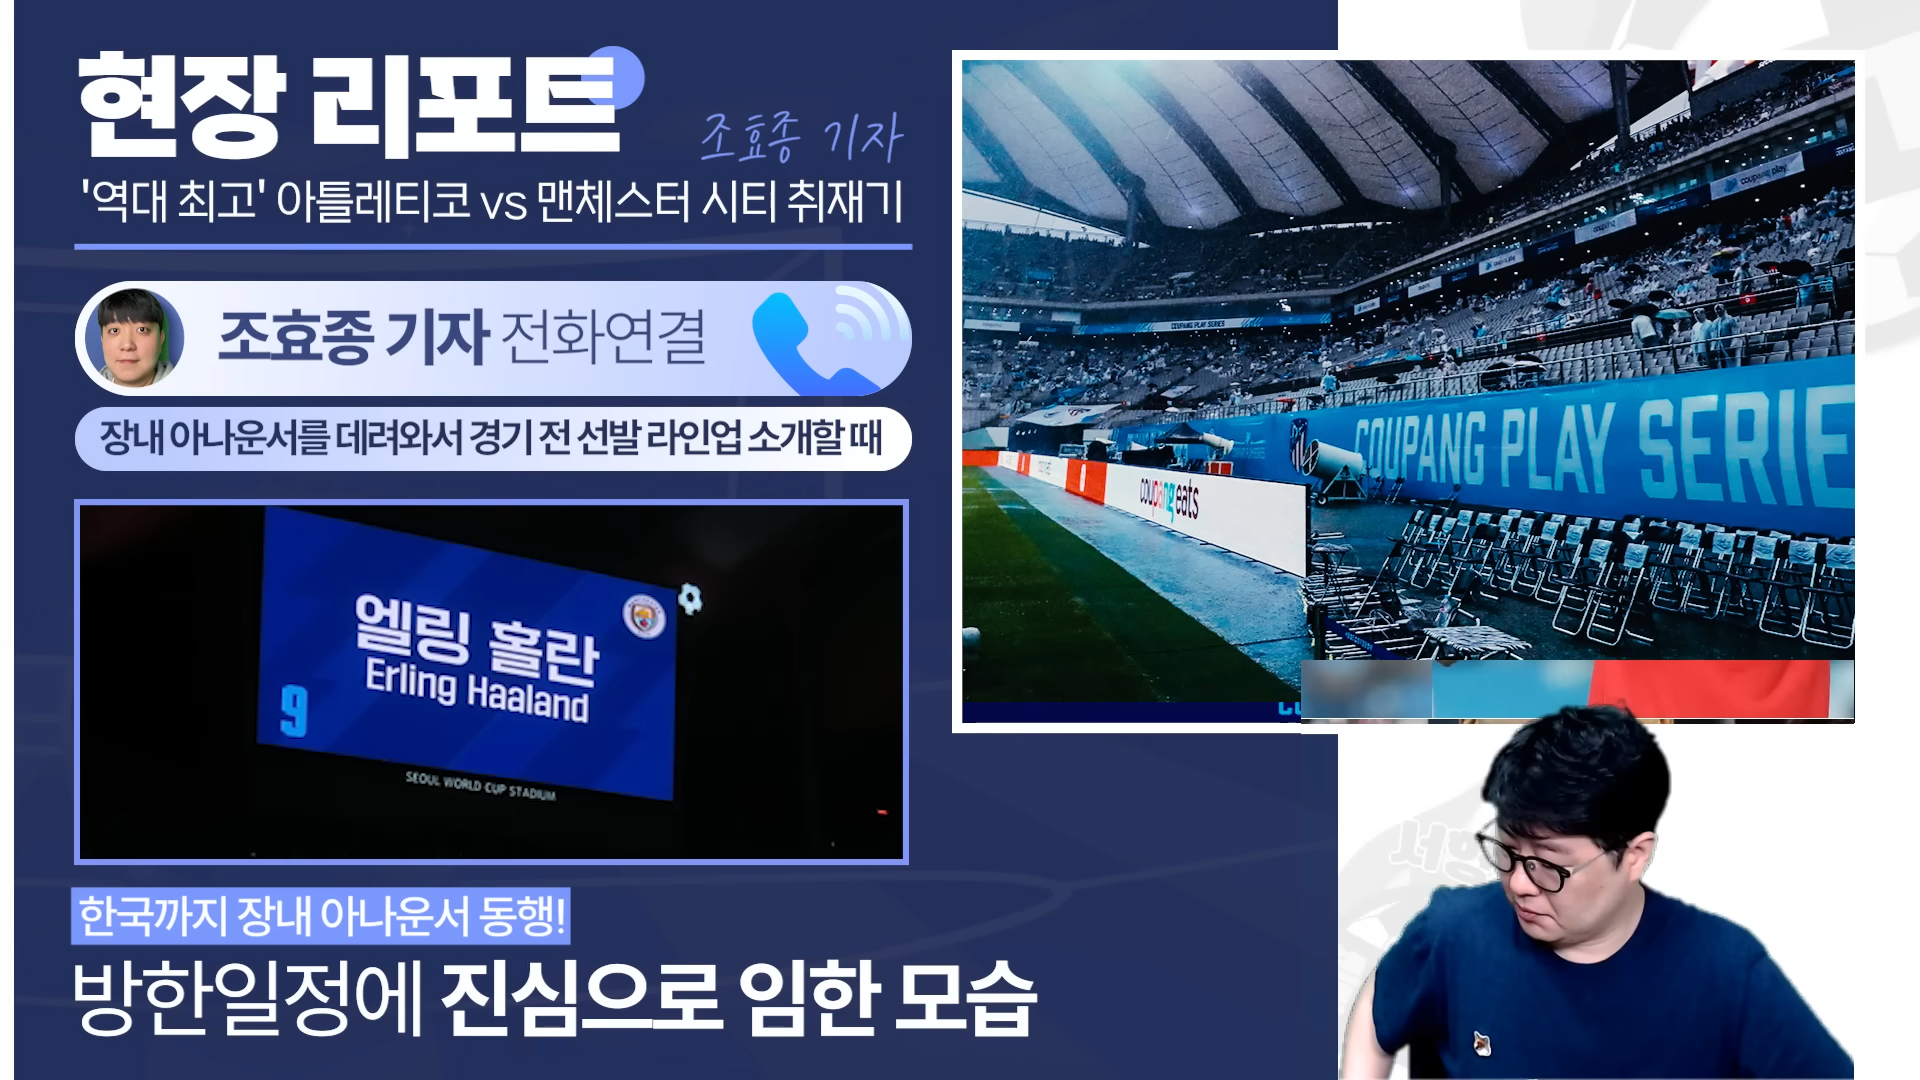 현장 리포트
조효종 기자
'역대 최고' 아틀레티코 vs 맨체스터 시티 취재기
조효종 기자 전화연결
장내 아나운서를 데려와서 경기 전 선발 라인업 소개할 때
엘링 홀란
Erling Haaland
9
SEOUL WORLD CUP STADIUM
한국까지 장내 아나운서 동행!
방한일정에 진심으로 임한 모습
coupang play
COUPANG PLAY SERIES
COUPANG PLAY SERIE
coupang eats